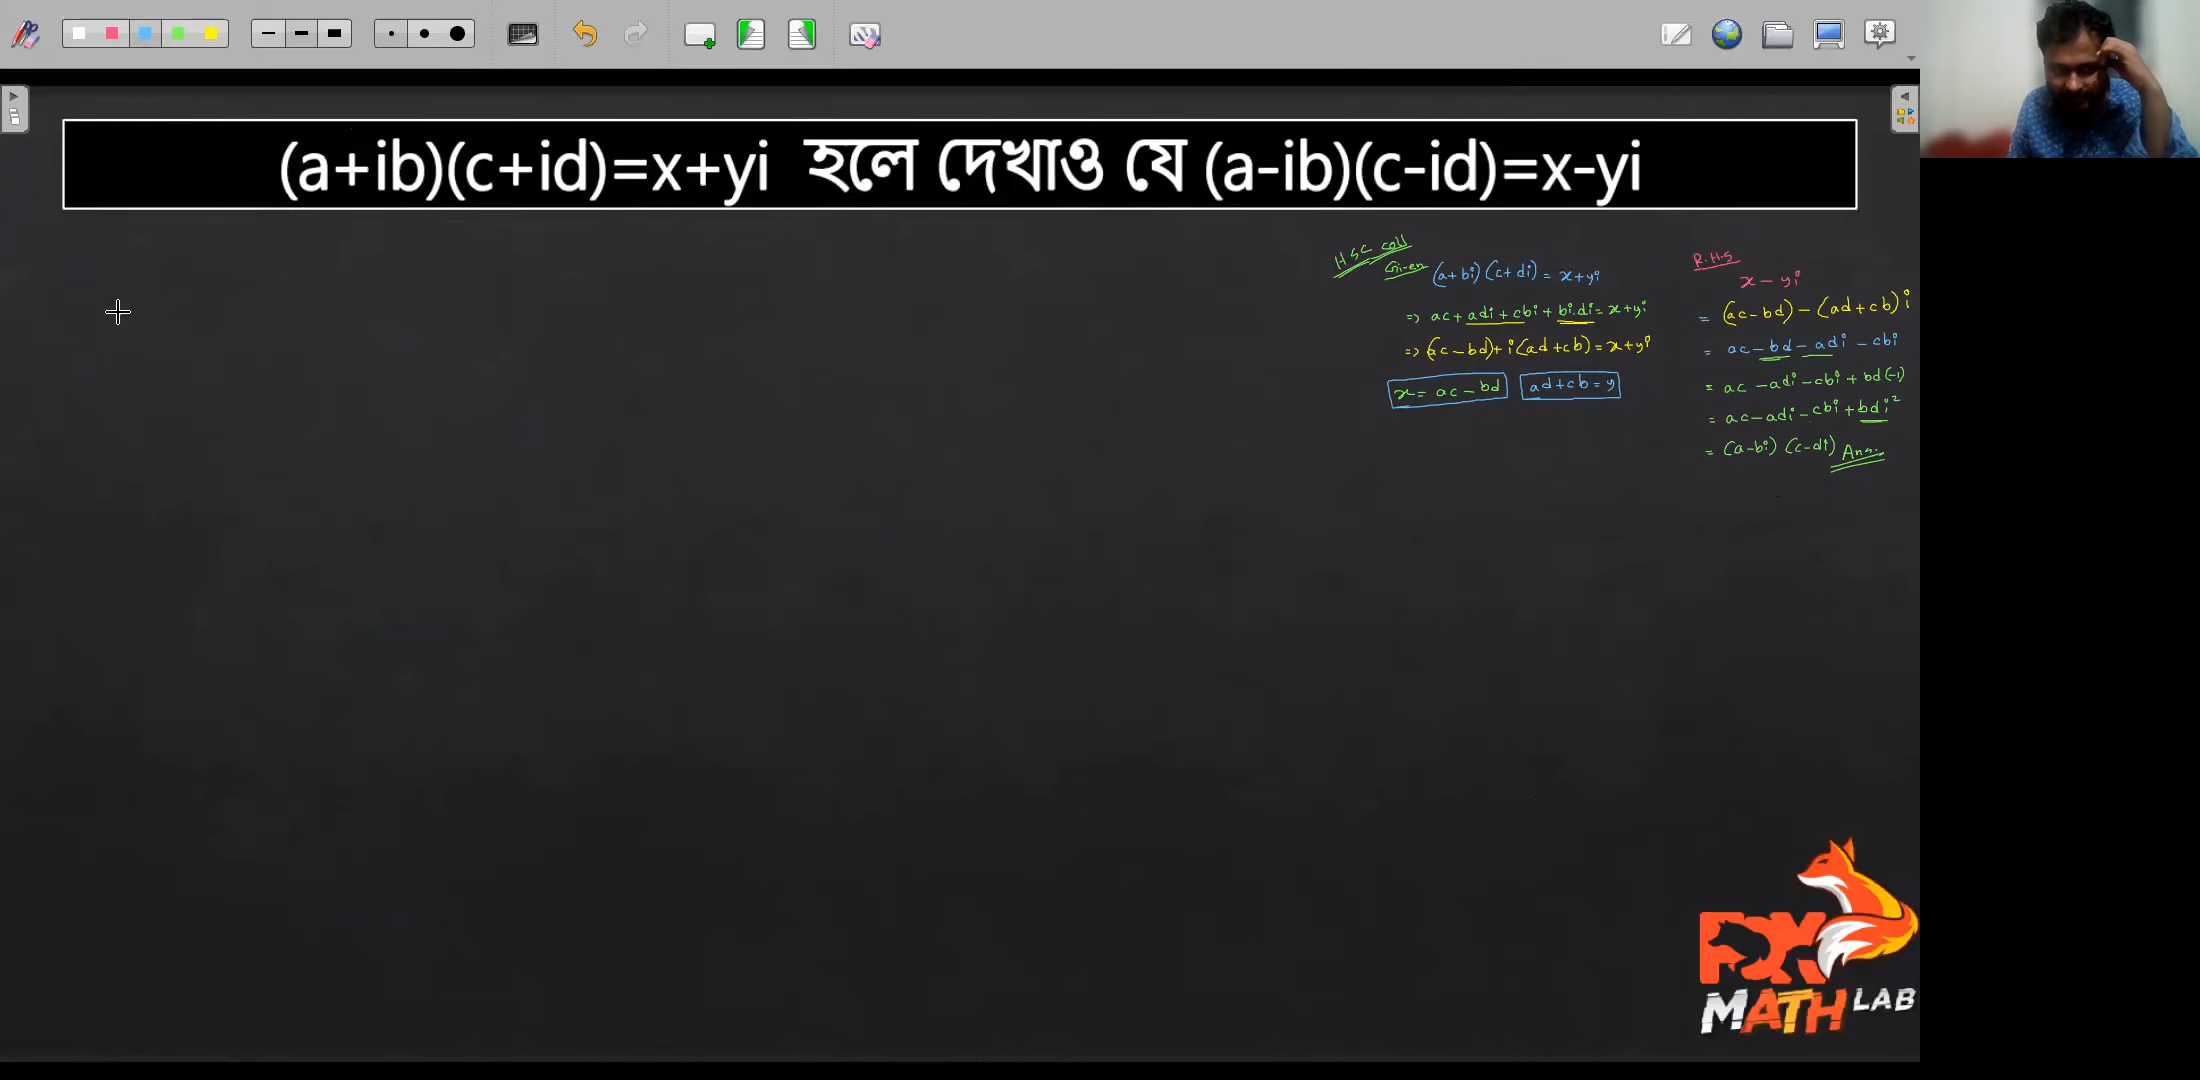 (a+ib)(c+id)=x+yi হলে দেখাও যে (a-ib)(c-id)=x-yi
HSC coll
Given (a+bi)(c+di) = x+yi
=> ac + adi + cbi + bi.di = x+yi
=> (ac-bd)+i(ad+cb) = x+yi
x = ac - bd
ad+cb = y
R.H.S
x - yi
= (ac-bd) - (ad+cb)i
= ac - bd - adi - cbi
= ac - adi - cbi + bd(-1)
= ac - adi - cbi + bdi²
= (a-bi) (c-di) Ans.
FOX
MATH LAB